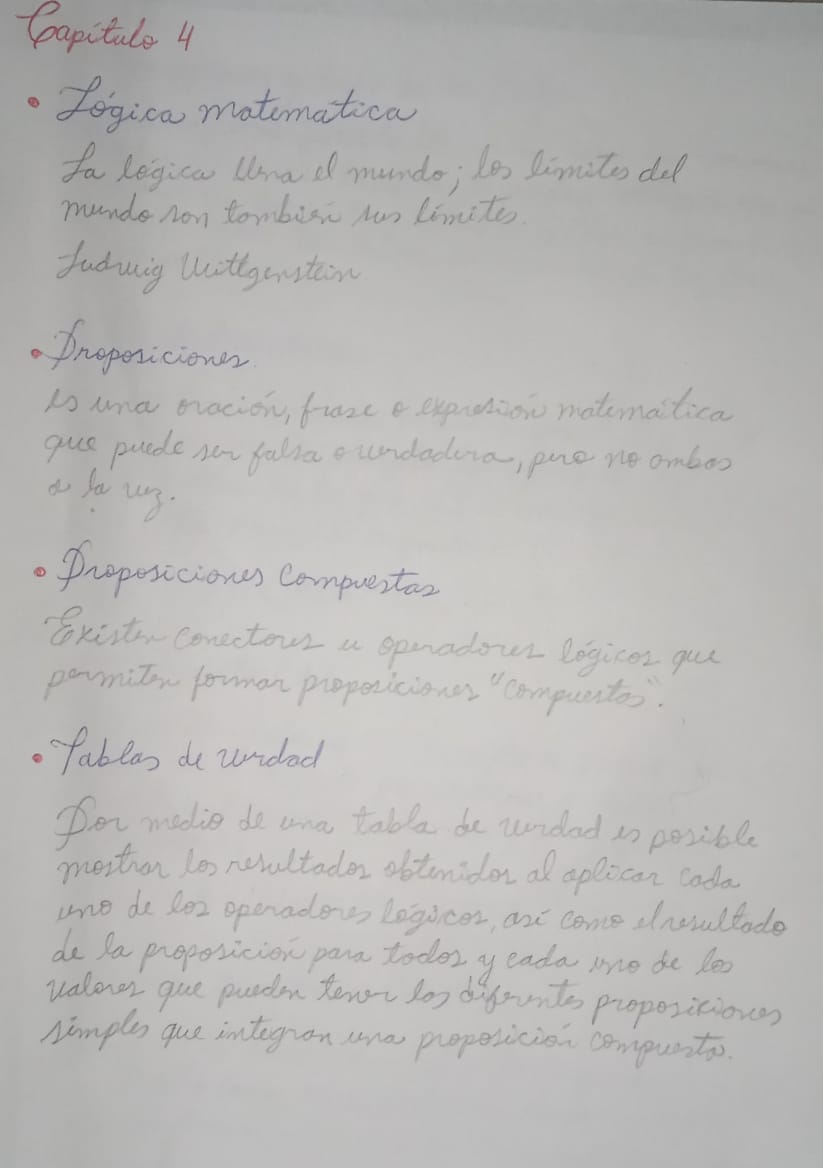 Capítulo 4
• Lógica matemática
La lógica llena el mundo; los límites del
mundo son también sus límites.
Ludwig Wittgenstein
• Proposiciones
es una oración, frase o expresión matemática
que puede ser falsa o verdadera, pero no ambas
a la vez.
• Proposiciones Compuestas
Existen conectores u operadores lógicos que
permiten formar proposiciones "Compuestas".
• Tablas de verdad
Por medio de una tabla de verdad es posible
mostrar los resultados obtenidos al aplicar cada
uno de los operadores lógicos, así como el resultado
de la proposición para todos y cada uno de los
valores que pueden tener las diferentes proposiciones
simples que integran una proposición compuesta.